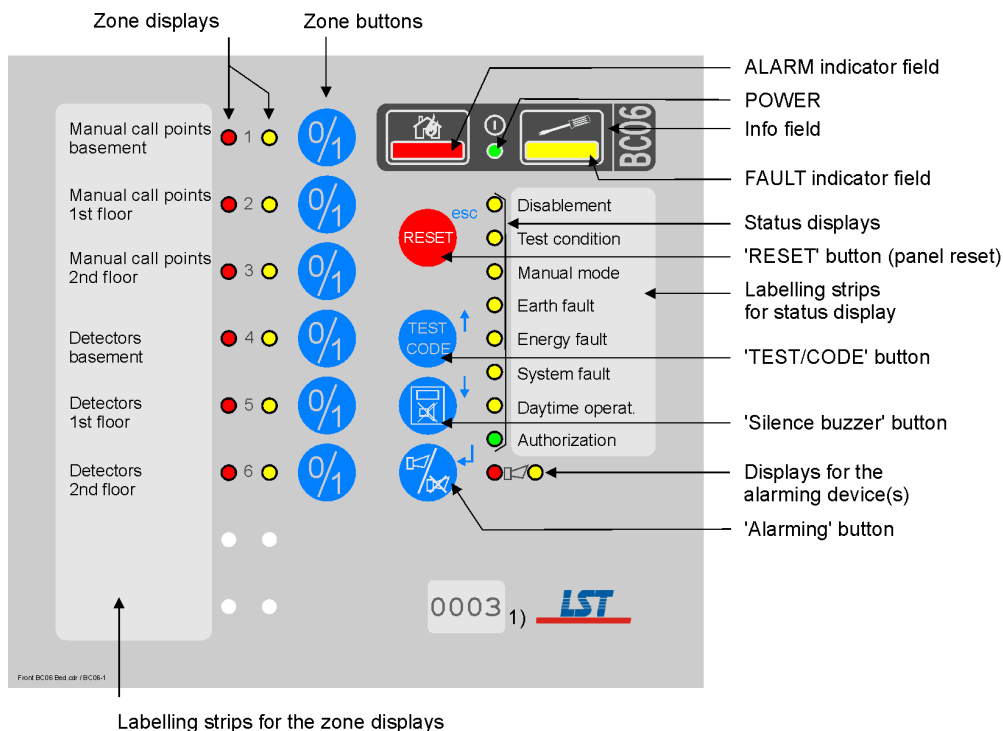 Zone displays
Zone buttons
ALARM indicator field
POWER
Info field
FAULT indicator field
Status displays
'RESET' button (panel reset)
Labelling strips
for status display
'TEST/CODE' button
'Silence buzzer' button
Displays for the
alarming device(s)
'Alarming' button
Manual call points
basement
1
0/1
Manual call points
1st floor
2
0/1
Manual call points
2nd floor
3
0/1
Detectors
basement
4
0/1
Detectors
1st floor
5
0/1
Detectors
2nd floor
6
0/1
BC06
esc
RESET
TEST
CODE
Disablement
Test condition
Manual mode
Earth fault
Energy fault
System fault
Daytime operat.
Authorization
0003 1)
LST
Front BC06 Bed.cdr / BC06-1
Labelling strips for the zone displays